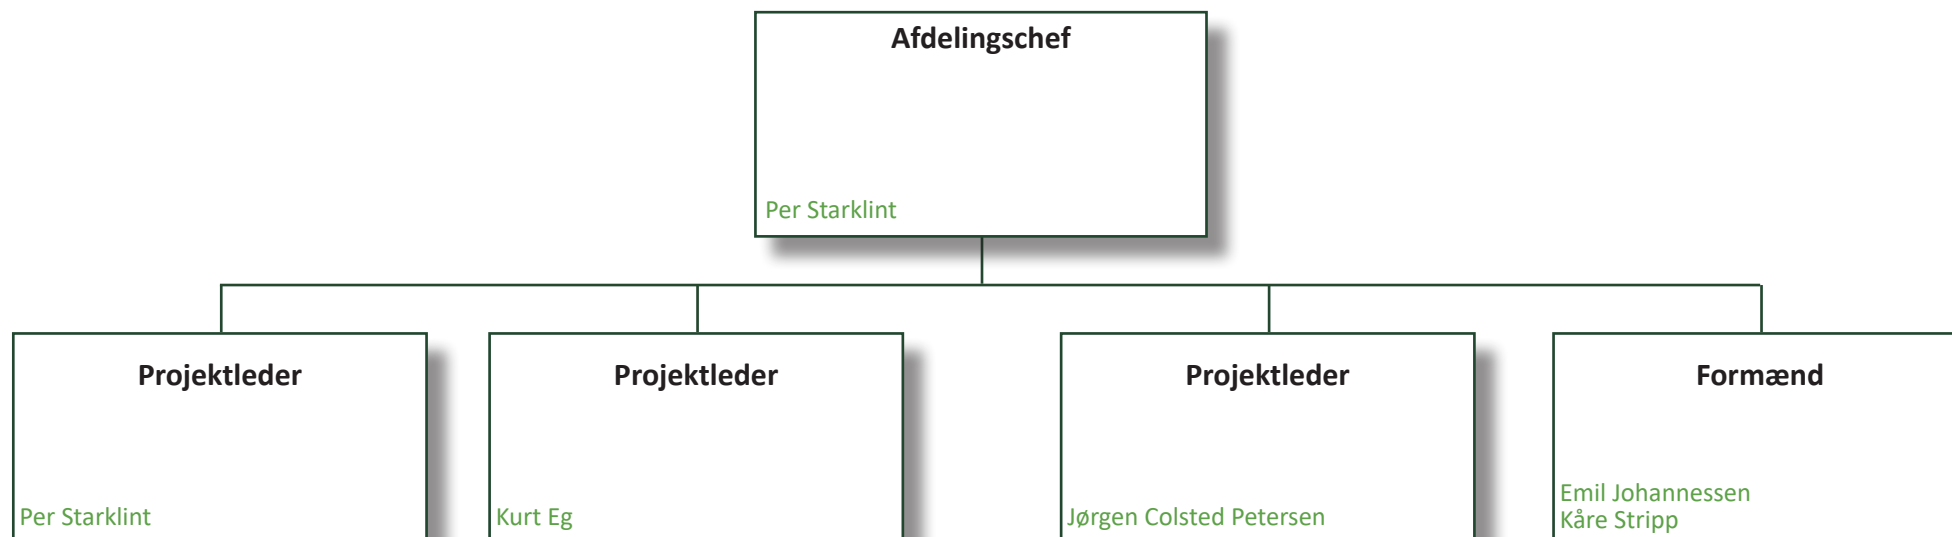 Afdelingschef
Per Starklint
Projektleder
Per Starklint
Projektleder
Kurt Eg
Projektleder
Jørgen Colsted Petersen
Formænd
Emil Johannessen
Kåre Stripp